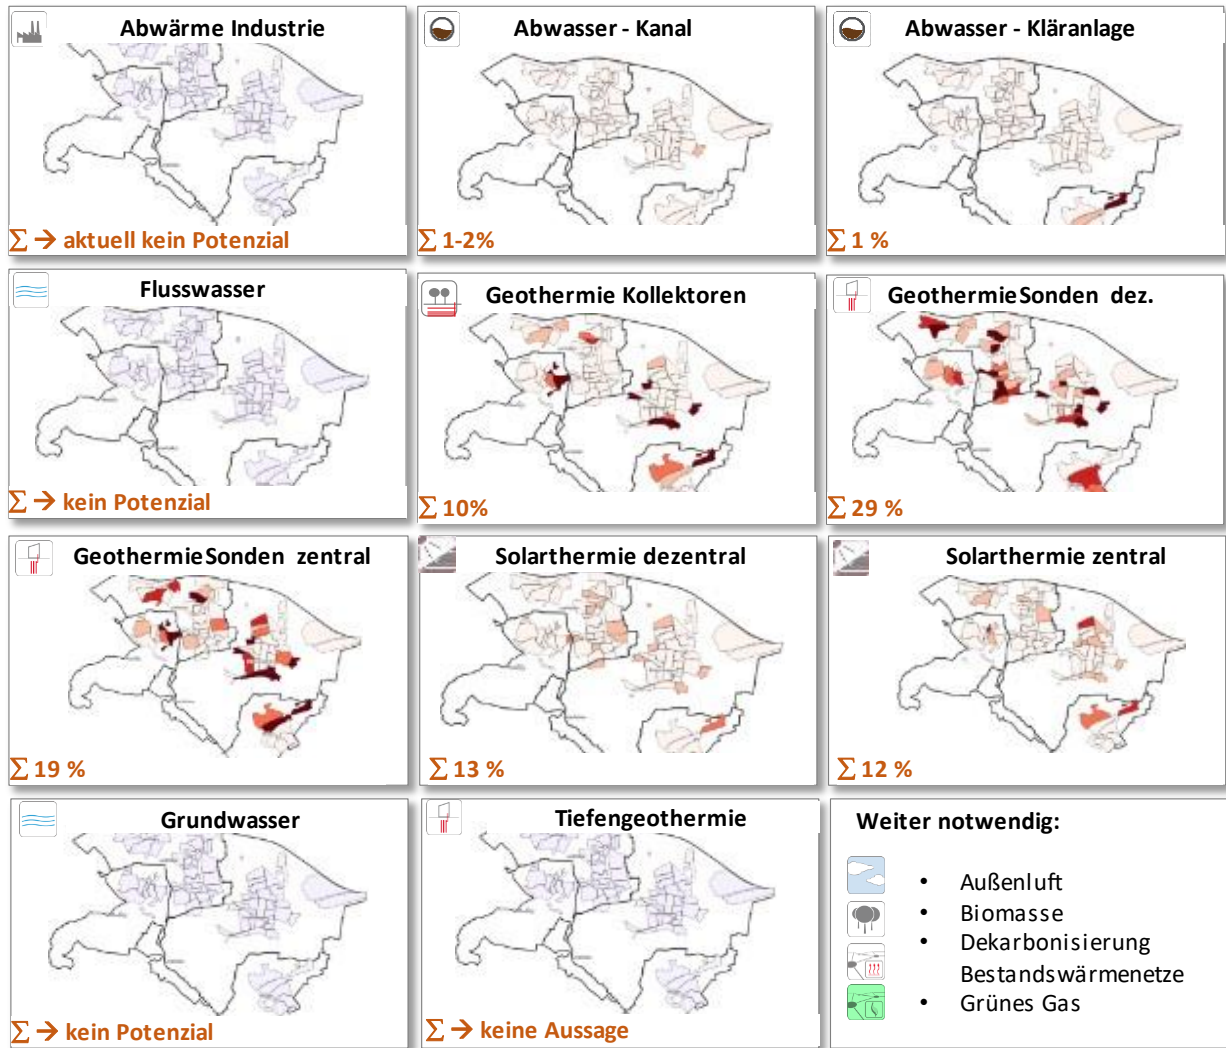 Abwärme Industrie
∑ → aktuell kein Potenzial
Abwasser - Kanal
∑ 1-2%
Abwasser - Kläranlage
∑ 1 %
Flusswasser
∑ → kein Potenzial
Geothermie Kollektoren
∑ 10%
Geothermie Sonden dez.
∑ 29 %
Geothermie Sonden zentral
∑ 19 %
Solarthermie dezentral
∑ 13 %
Solarthermie zentral
∑ 12 %
Grundwasser
∑ → kein Potenzial
Tiefengeothermie
∑ → keine Aussage
Weiter notwendig:
• Außenluft
• Biomasse
• Dekarbonisierung
Bestandswärmenetze
• Grünes Gas